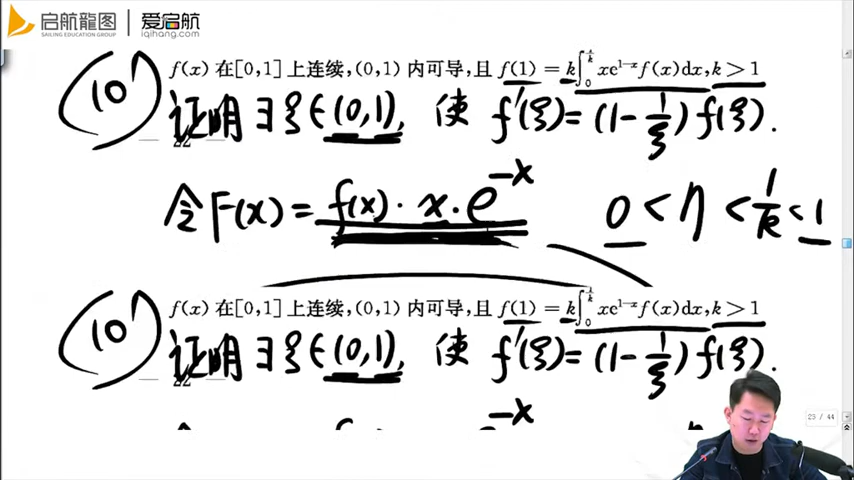 启航龍图 爱启航
SAILING EDUCATION GROUP iqihang.com
(10) f(x) 在[0,1] 上连续,(0,1) 内可导,且 f(1) = k∫₀^{1/k} xe^{1-x} f(x)dx, k > 1
证明 ∃ξ∈(0,1), 使 f'(ξ) = (1 - 1/ξ) f(ξ).
令 F(x) = f(x)·x·e^{-x} 0 < η < 1/k < 1
(10) f(x) 在[0,1] 上连续,(0,1) 内可导,且 f(1) = k∫₀^{1/k} xe^{1-x} f(x)dx, k > 1
证明 ∃ξ∈(0,1), 使 f'(ξ) = (1 - 1/ξ) f(ξ).
-x
23 / 44